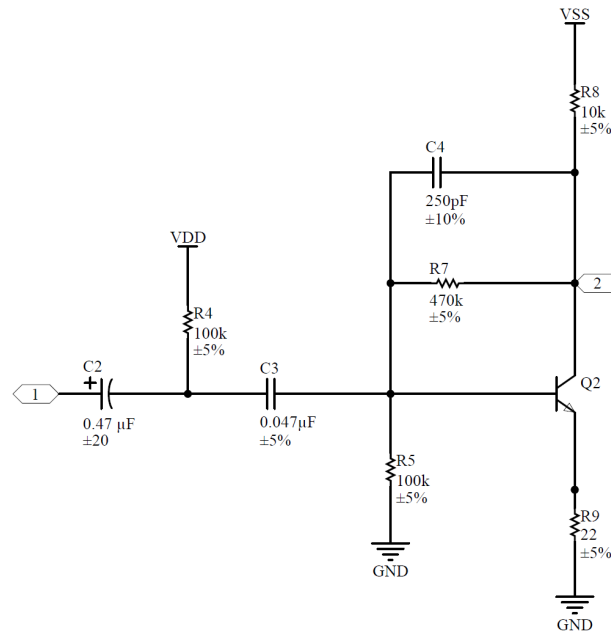 VSS
R8
10k
±5%
C4
250pF
±10%
VDD
R7
2
470k
±5%
R4
100k
±5%
C2
C3
Q2
+
1
0.47 µF
±20
0.047µF
±5%
R5
100k
±5%
R9
22
±5%
GND
GND